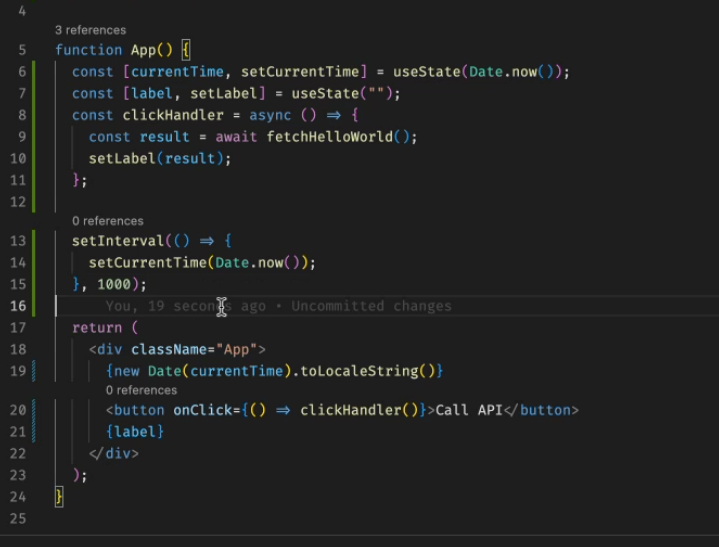 4
3 references
5 function App() {
6 const [currentTime, setCurrentTime] = useState(Date.now());
7 const [label, setLabel] = useState("");
8 const clickHandler = async () ⇒ {
9 const result = await fetchHelloWorld();
10 setLabel(result);
11 };
12
0 references
13 setInterval(() ⇒ {
14 setCurrentTime(Date.now());
15 }, 1000);
16 You, 19 seconds ago • Uncommitted changes
17 return (
18 <div className="App">
19 {new Date(currentTime).toLocaleString()}
0 references
20 <button onClick={() ⇒ clickHandler()}>Call API</button>
21 {label}
22 </div>
23 );
24 }
25